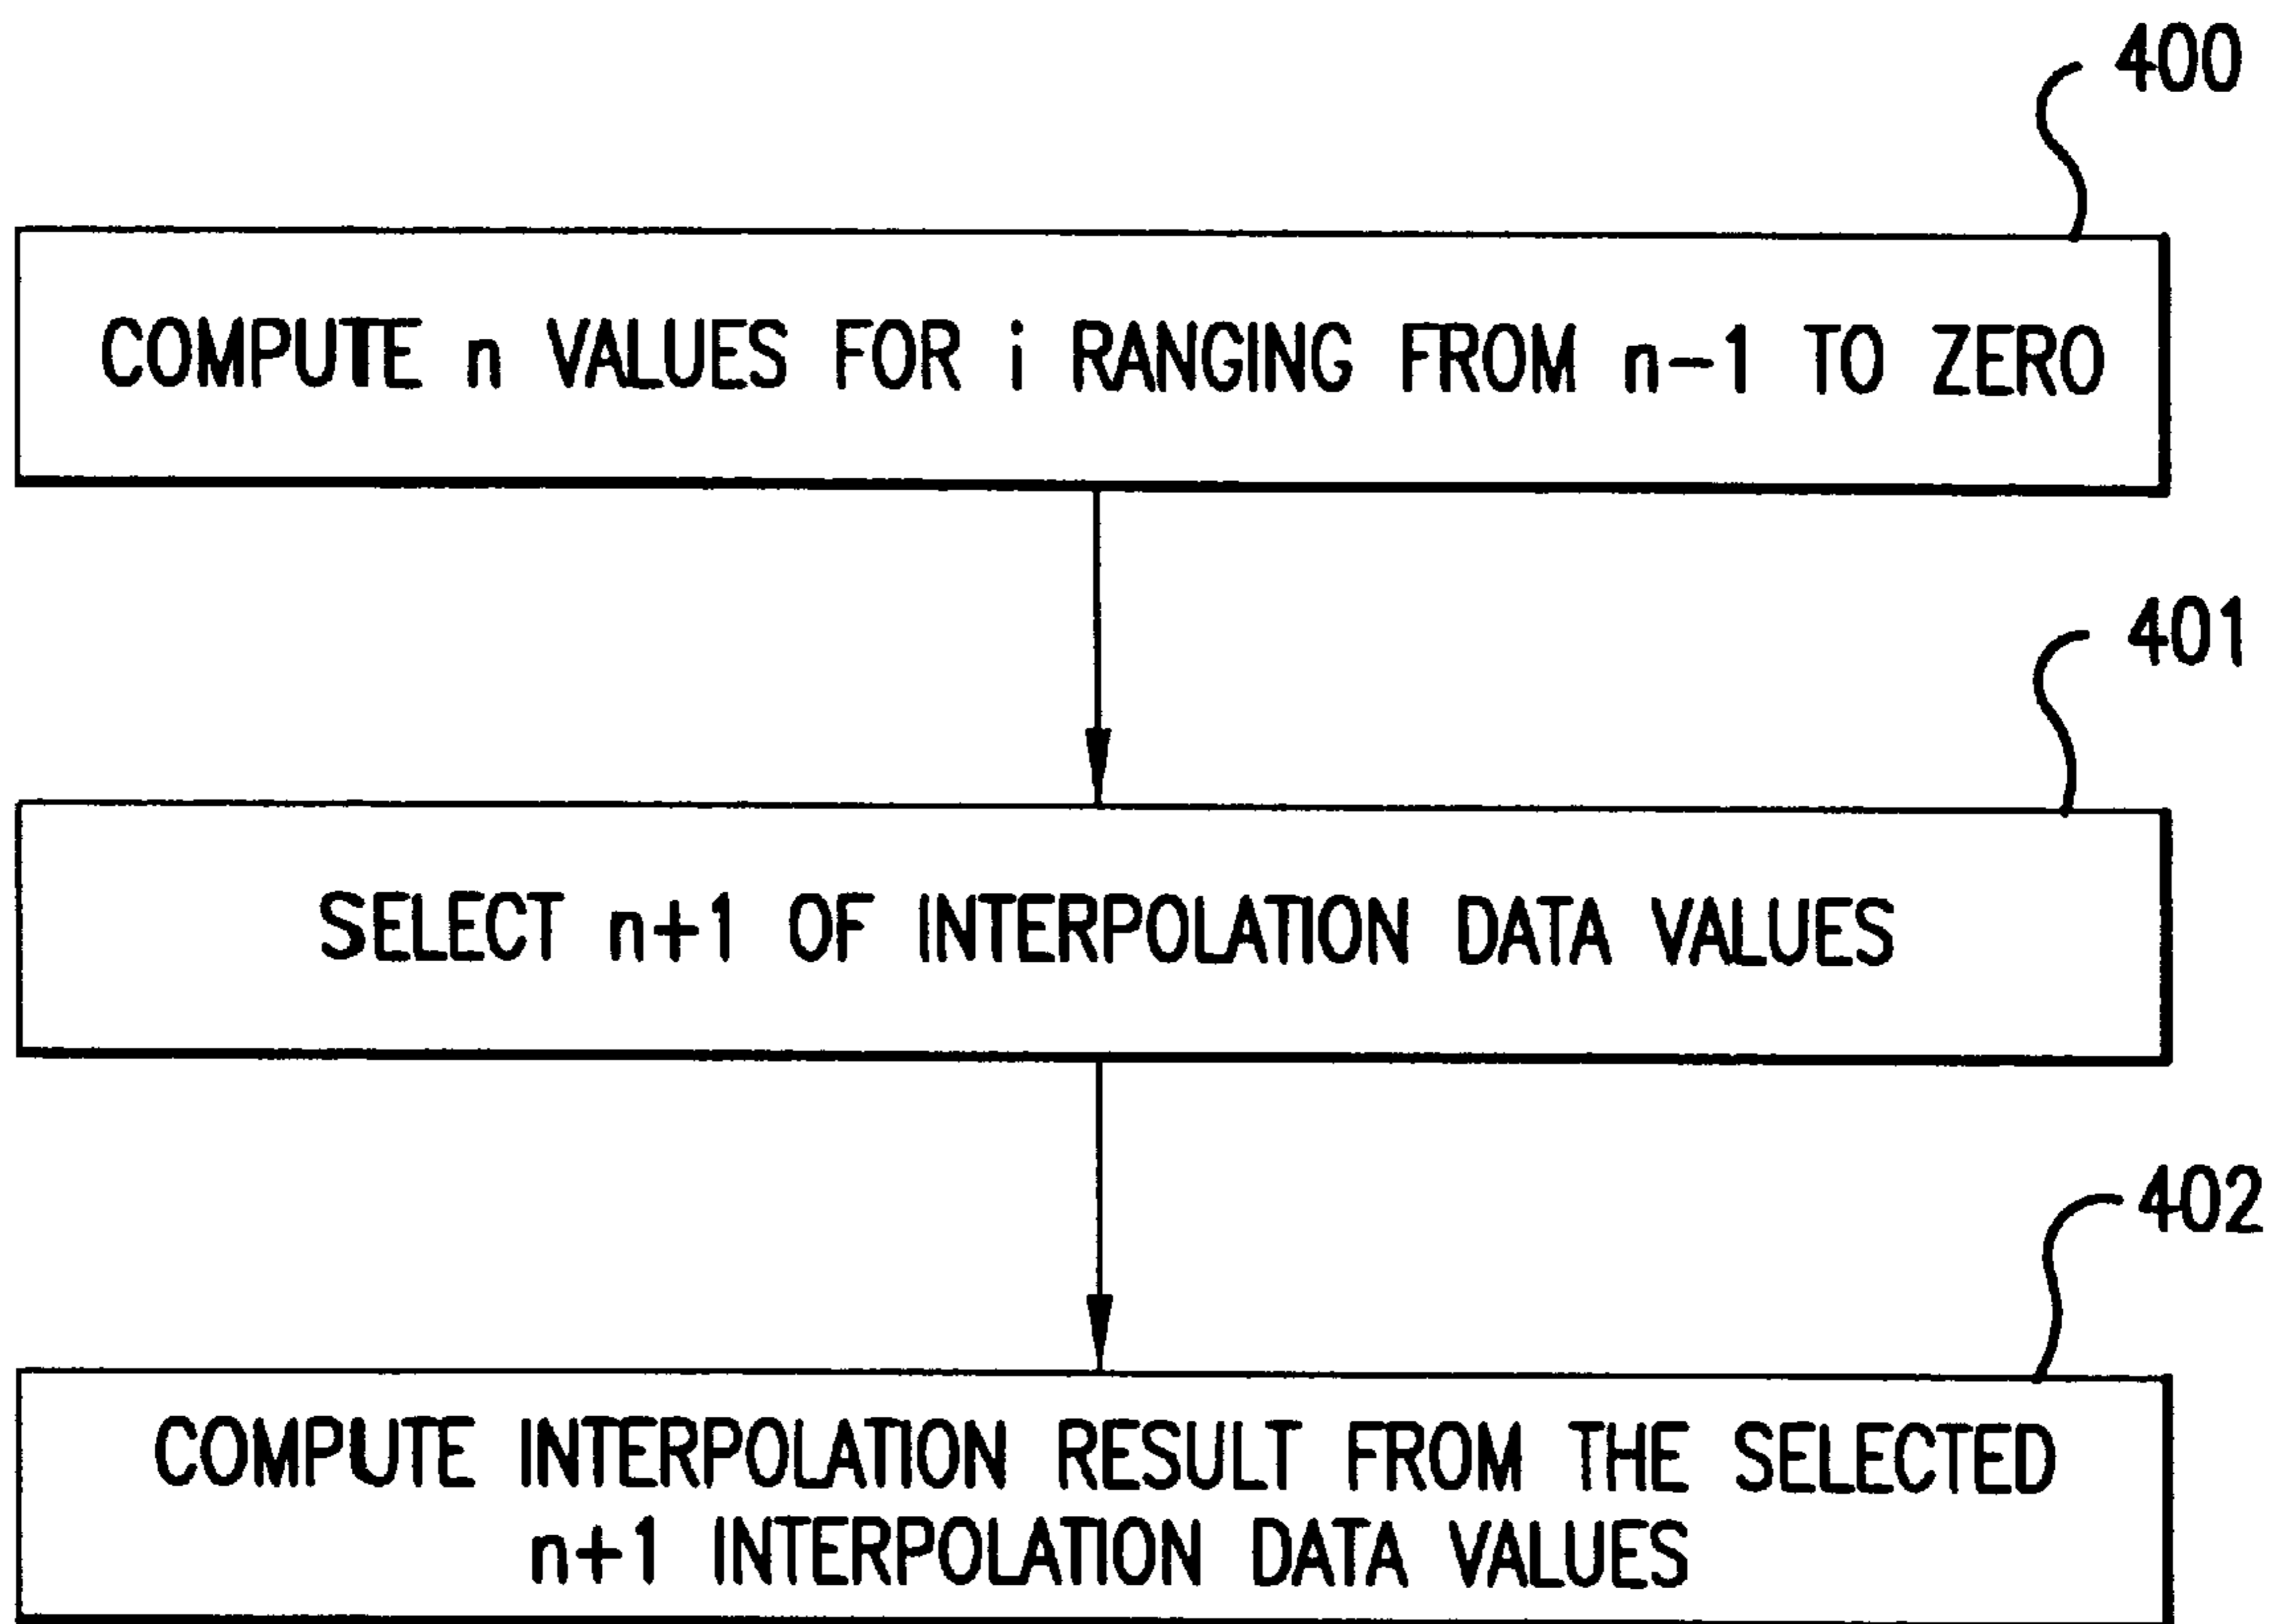 400
COMPUTE n VALUES FOR i RANGING FROM n-1 TO ZERO
401
SELECT n+1 OF INTERPOLATION DATA VALUES
402
COMPUTE INTERPOLATION RESULT FROM THE SELECTED
n+1 INTERPOLATION DATA VALUES